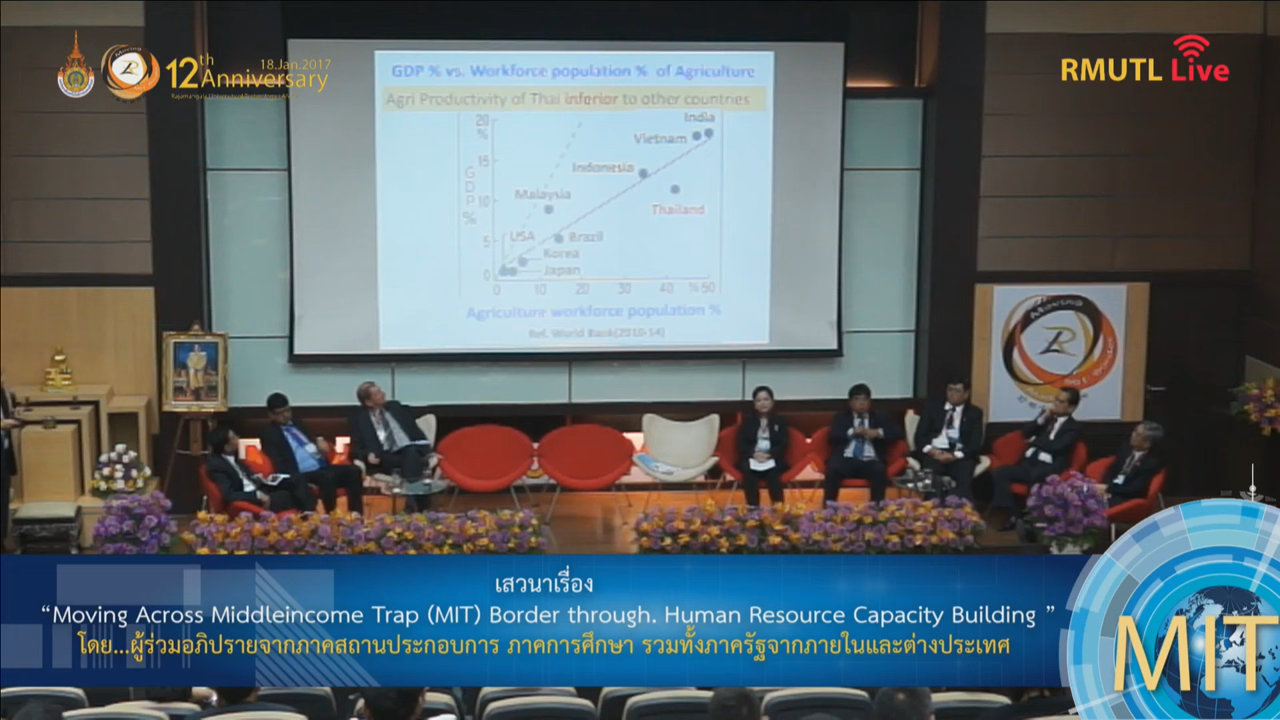 12th
Anniversary
18.Jan.2017
RMUTL Live
GDP % vs. Workforce population % of Agriculture
Agri Productivity of Thai inferior to other countries
20
%
15
10
5
0
GDP %
India
Vietnam
Indonesia
Malaysia
Thailand
USA
Brazil
Korea
Japan
0 10 20 30 40 % 50
Agriculture workforce population %
Ref. World Bank(2010-14)
Moving
เสวนาเรื่อง
“Moving Across Middleincome Trap (MIT) Border through. Human Resource Capacity Building ”
โดย...ผู้ร่วมอภิปรายจากภาคสถานประกอบการ ภาคการศึกษา รวมทั้งภาครัฐจากภายในและต่างประเทศ
MIT